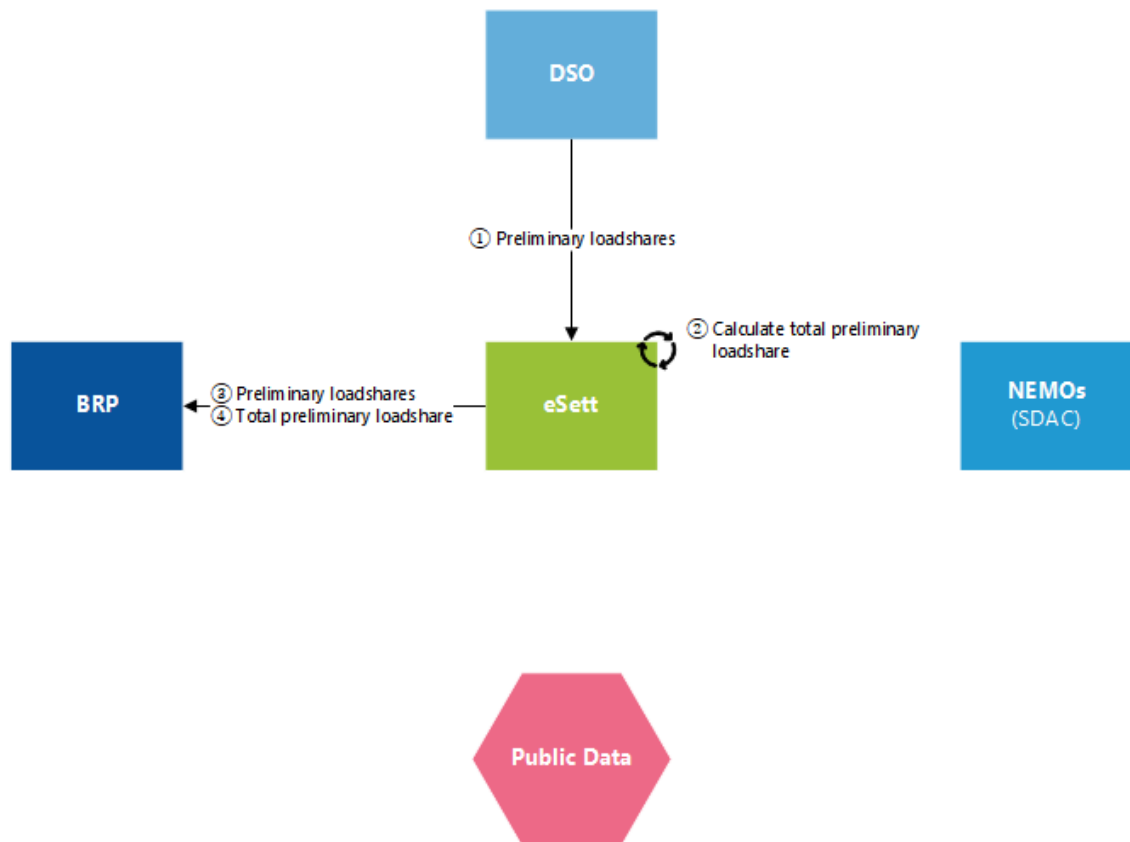 DSO
① Preliminary loadshares
② Calculate total preliminary
loadshare
BRP
③ Preliminary loadshares
④ Total preliminary loadshare
eSett
NEMOs
(SDAC)
Public Data